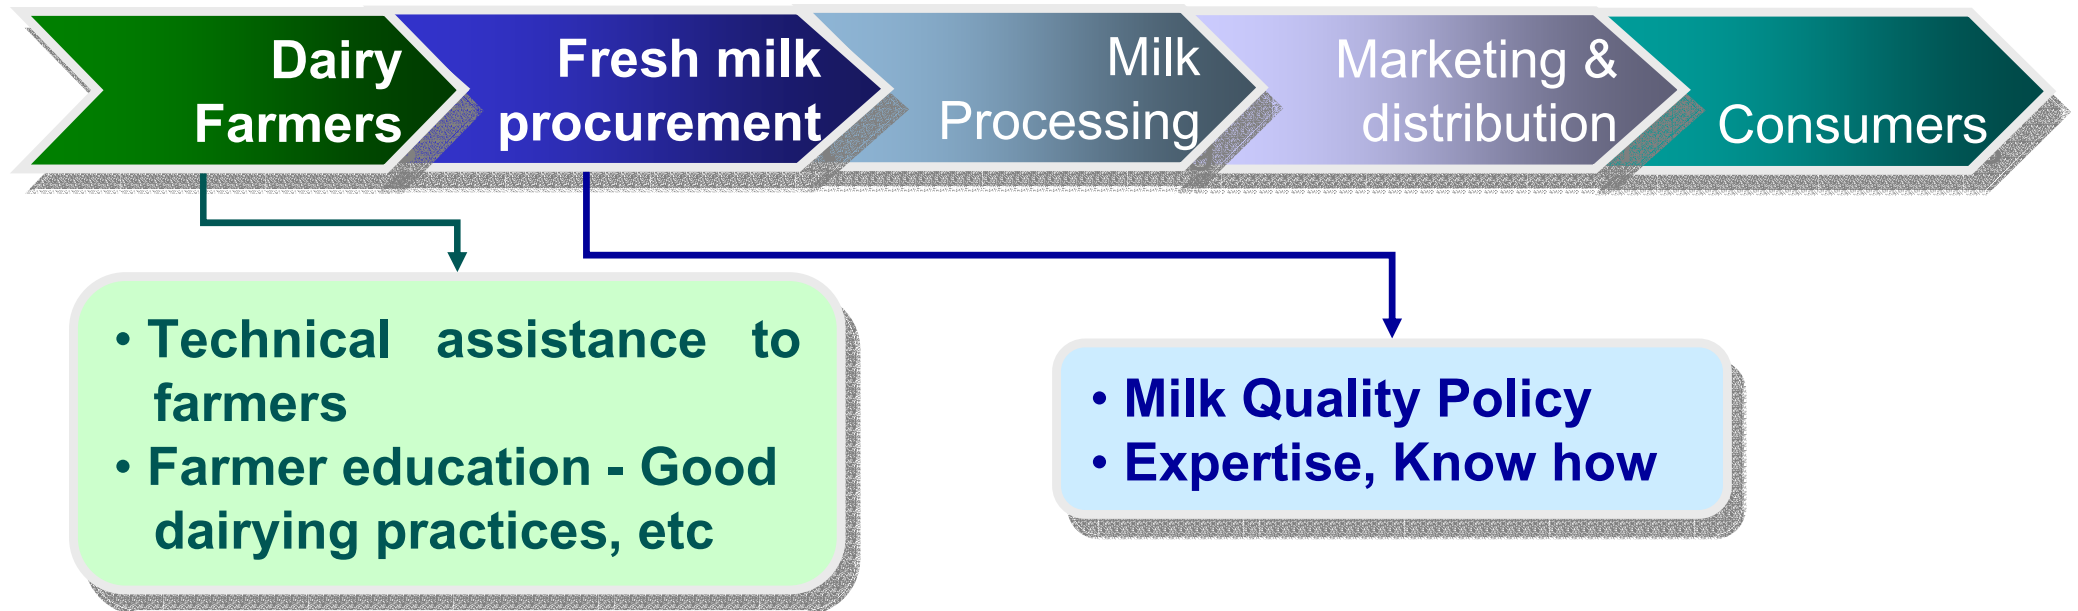 Dairy
Farmers
Fresh milk
procurement
Milk
Processing
Marketing &
distribution
Consumers
• Technical assistance to
farmers
• Farmer education - Good
dairying practices, etc
• Milk Quality Policy
• Expertise, Know how